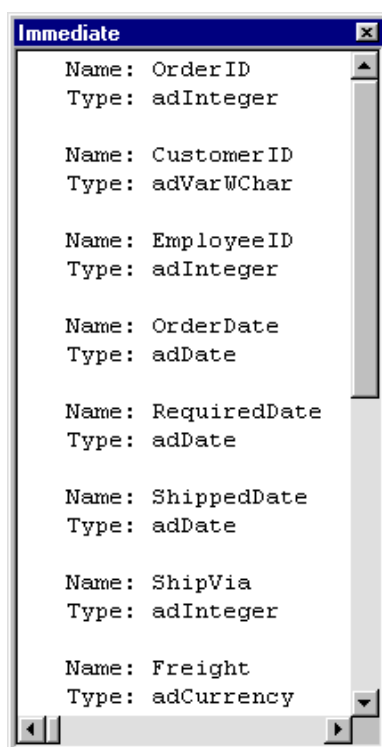 Immediate
Name: OrderID
Type: adInteger
Name: CustomerID
Type: adVarWChar
Name: EmployeeID
Type: adInteger
Name: OrderDate
Type: adDate
Name: RequiredDate
Type: adDate
Name: ShippedDate
Type: adDate
Name: ShipVia
Type: adInteger
Name: Freight
Type: adCurrency